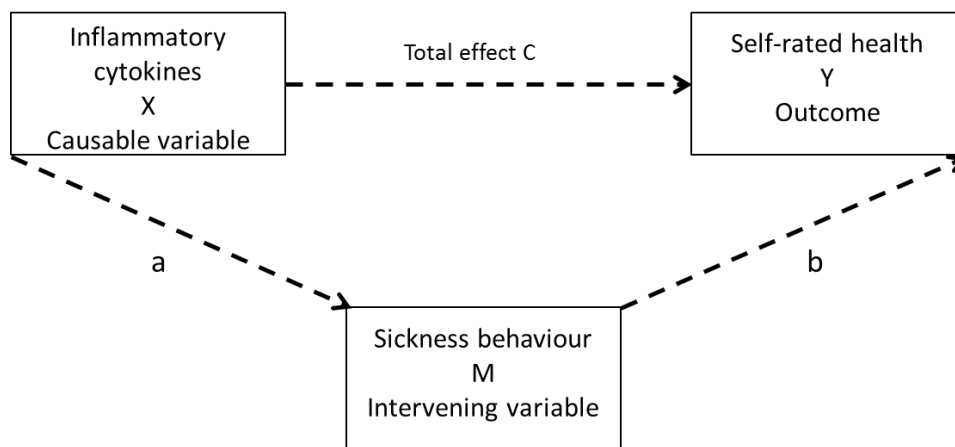 Inflammatory
cytokines
X
Causable variable
Total effect C
Self-rated health
Y
Outcome
a
b
Sickness behaviour
M
Intervening variable